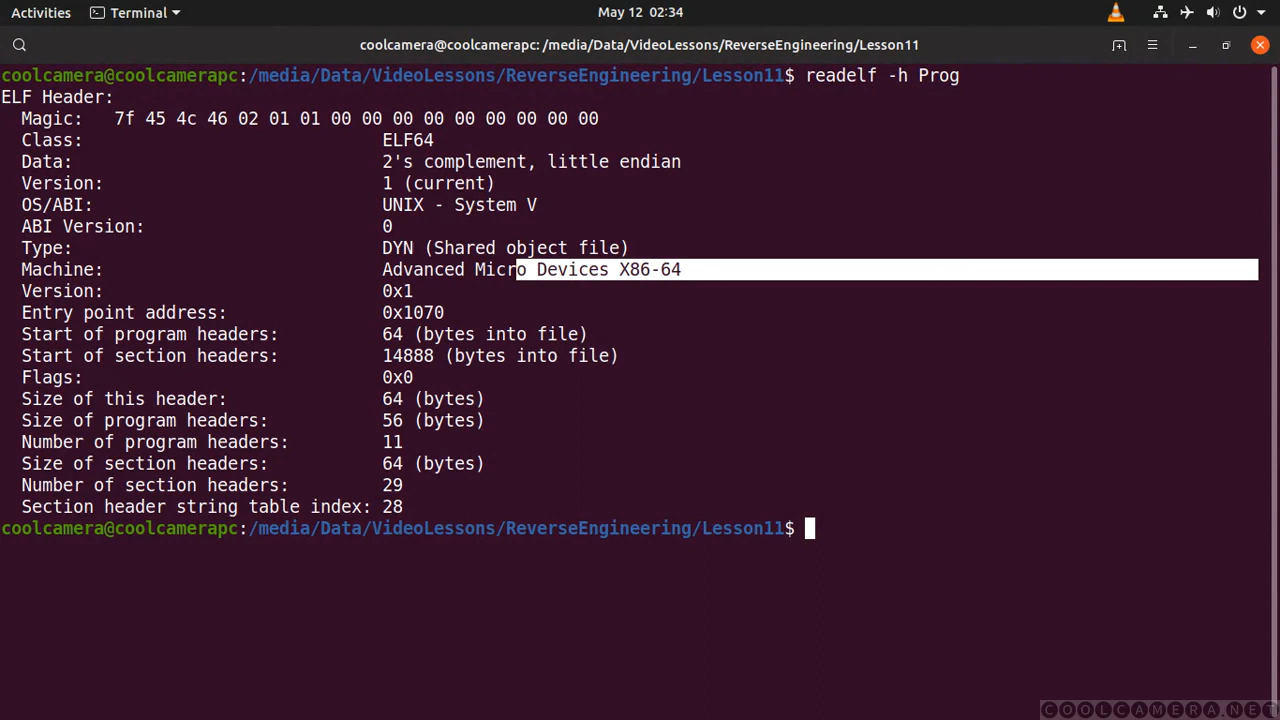 Activities Terminal May 12 02:34
coolcamera@coolcamerapc: /media/Data/VideoLessons/ReverseEngineering/Lesson11
coolcamera@coolcamerapc:/media/Data/VideoLessons/ReverseEngineering/Lesson11$ readelf -h Prog
ELF Header:
Magic: 7f 45 4c 46 02 01 01 00 00 00 00 00 00 00 00 00
Class: ELF64
Data: 2's complement, little endian
Version: 1 (current)
OS/ABI: UNIX - System V
ABI Version: 0
Type: DYN (Shared object file)
Machine: Advanced Micro Devices X86-64
Version: 0x1
Entry point address: 0x1070
Start of program headers: 64 (bytes into file)
Start of section headers: 14888 (bytes into file)
Flags: 0x0
Size of this header: 64 (bytes)
Size of program headers: 56 (bytes)
Number of program headers: 11
Size of section headers: 64 (bytes)
Number of section headers: 29
Section header string table index: 28
coolcamera@coolcamerapc:/media/Data/VideoLessons/ReverseEngineering/Lesson11$
COOLCAMERA.NET